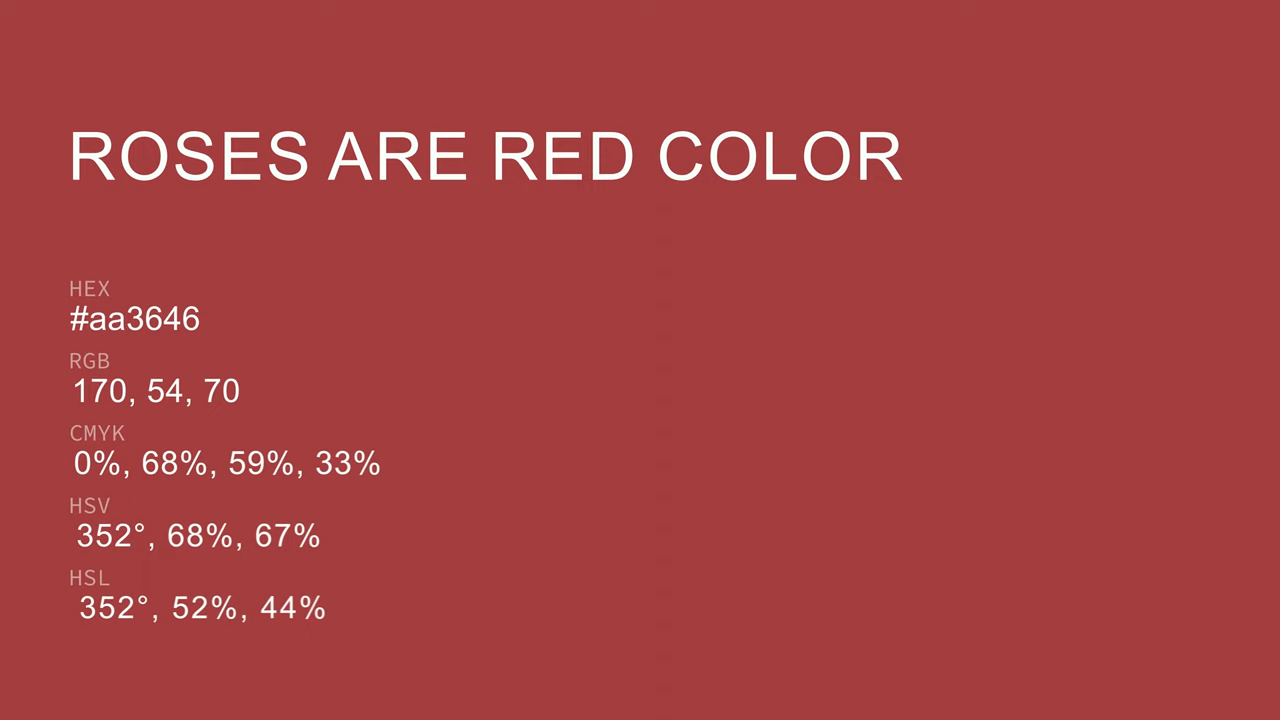 ROSES ARE RED COLOR
HEX
#aa3646
RGB
170, 54, 70
CMYK
0%, 68%, 59%, 33%
HSV
352°, 68%, 67%
HSL
352°, 52%, 44%